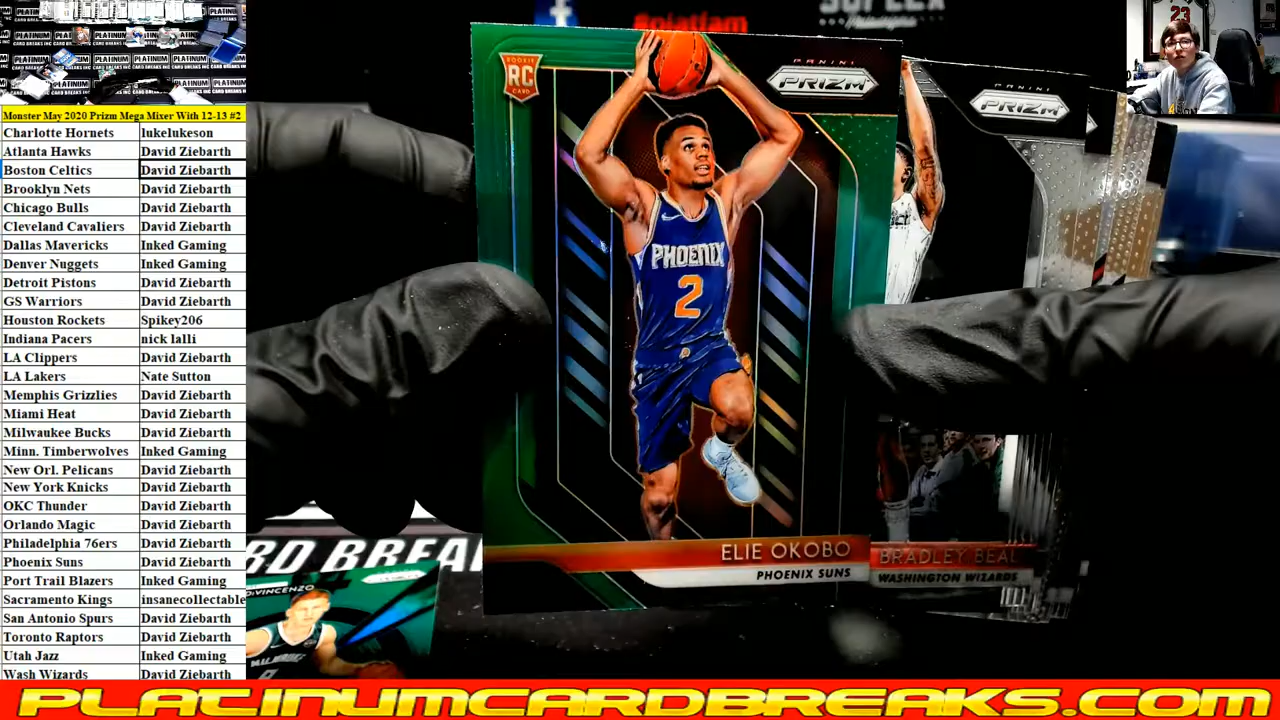 Monster May 2020 Prizm Mega Mixer With 12-13 #2
Charlotte Hornets lukelukeson
Atlanta Hawks David Ziebarth
Boston Celtics David Ziebarth
Brooklyn Nets David Ziebarth
Chicago Bulls David Ziebarth
Cleveland Cavaliers David Ziebarth
Dallas Mavericks Inked Gaming
Denver Nuggets Inked Gaming
Detroit Pistons David Ziebarth
GS Warriors David Ziebarth
Houston Rockets Spikey206
Indiana Pacers nick lalli
LA Clippers David Ziebarth
LA Lakers Nate Sutton
Memphis Grizzlies David Ziebarth
Miami Heat David Ziebarth
Milwaukee Bucks David Ziebarth
Minn. Timberwolves Inked Gaming
New Orl. Pelicans David Ziebarth
New York Knicks David Ziebarth
OKC Thunder David Ziebarth
Orlando Magic David Ziebarth
Philadelphia 76ers David Ziebarth
Phoenix Suns David Ziebarth
Port Trail Blazers Inked Gaming
Sacramento Kings insanecollectable
San Antonio Spurs David Ziebarth
Toronto Raptors David Ziebarth
Utah Jazz Inked Gaming
Wash Wizards David Ziebarth
#platfam
23
ROOKIE
RC
CARD
PANINI
PRIZM
PHOENIX
2
ELIE OKOBO
PHOENIX SUNS
PANINI
PRIZM
BRADLEY BEAL
WASHINGTON WIZARDS
RD BREA
DIVINCENZO
PLATINUMCARDBREAKS.COM